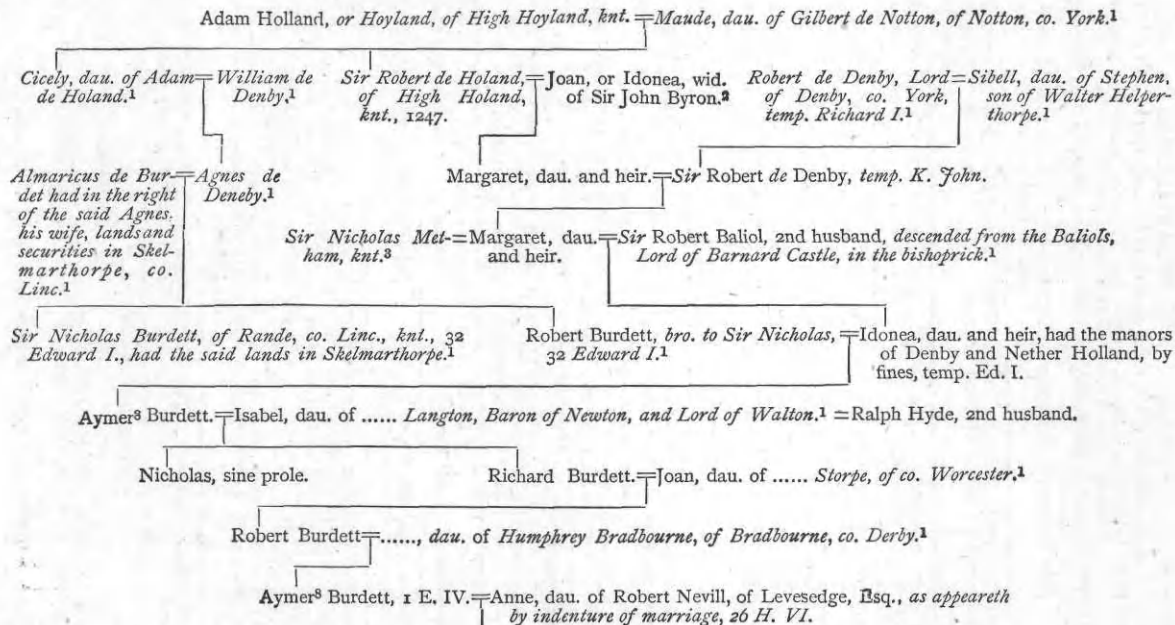 Adam Holland, or Hoyland, of High Hoyland, knt. = Maude, dau. of Gilbert de Notton, of Notton, co. York.¹
Cicely, dau. of Adam = William de
de Holand.¹ Denby.¹
Sir Robert de Holand, = Joan, or Idonea, wid.
of High Holand, of Sir John Byron.²
knt., 1247.
Robert de Denby, Lord = Sibell, dau. of Stephen,
of Denby, co. York, son of Walter Helper-
temp. Richard I.¹ thorpe.¹
Almaricus de Bur- = Agnes de
det had in the right Deneby.¹
of the said Agnes,
his wife, lands and
securities in Skel-
marthorpe, co.
Linc.¹
Margaret, dau. and heir. = Sir Robert de Denby, temp. K. John.
Sir Nicholas Met- = Margaret, dau. = Sir Robert Baliol, 2nd husband, descended from the Baliols,
ham, knt.³ and heir. Lord of Barnard Castle, in the bishoprick.¹
Sir Nicholas Burdett, of Rande, co. Linc., knt., 32
Edward I., had the said lands in Skelmarthorpe.¹
Robert Burdett, bro. to Sir Nicholas, = Idonea, dau. and heir, had the manors
32 Edward I.¹ of Denby and Nether Holland, by
fines, temp. Ed. I.
Aymer³ Burdett. = Isabel, dau. of ...... Langton, Baron of Newton, and Lord of Walton.¹ = Ralph Hyde, 2nd husband.
Nicholas, sine prole. Richard Burdett. = Joan, dau. of ...... Storpe, of co. Worcester.¹
Robert Burdett = ......, dau. of Humphrey Bradbourne, of Bradbourne, co. Derby.¹
Aymer³ Burdett, 1 E. IV. = Anne, dau. of Robert Nevill, of Levesedge, Esq., as appeareth
by indenture of marriage, 26 H. VI.